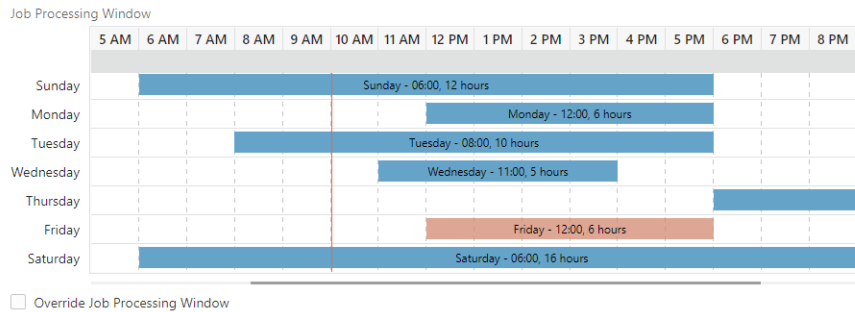 Job Processing Window
5 AM 6 AM 7 AM 8 AM 9 AM 10 AM 11 AM 12 PM 1 PM 2 PM 3 PM 4 PM 5 PM 6 PM 7 PM 8 PM
Sunday Sunday - 06:00, 12 hours
Monday Monday - 12:00, 6 hours
Tuesday Tuesday - 08:00, 10 hours
Wednesday Wednesday - 11:00, 5 hours
Thursday
Friday Friday - 12:00, 6 hours
Saturday Saturday - 06:00, 16 hours
Override Job Processing Window